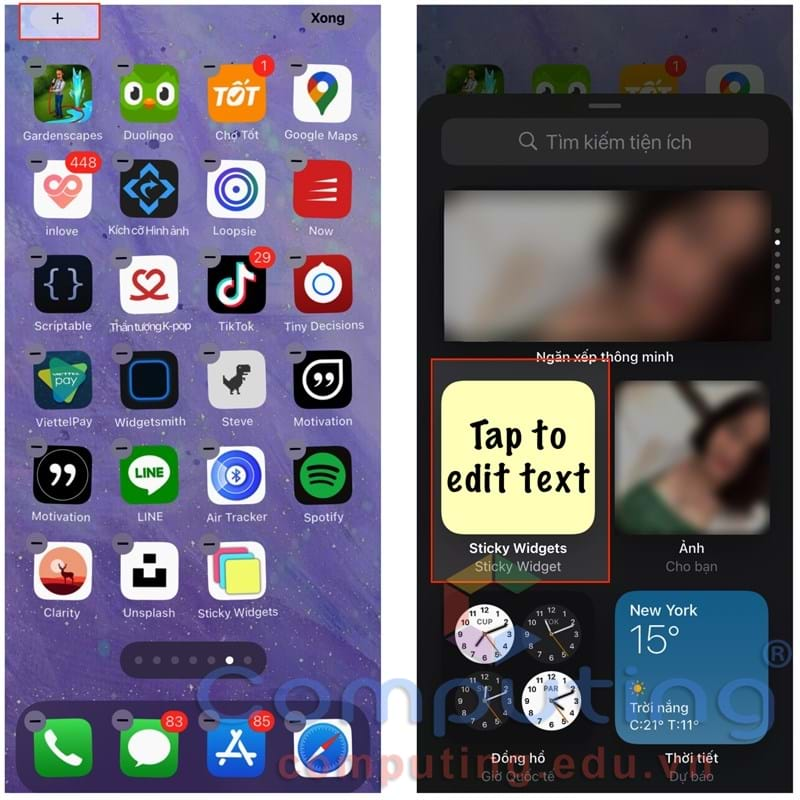 +
Xong
1
Gardenscapes
Duolingo
TỐT
Chợ Tốt
Google Maps
448
inlove
Kích cỡ Hình ảnh
Loopsie
Now
29
Scriptable
Thần tượng K-pop
TikTok
Tiny Decisions
VIETTEL
pay
ViettelPay
Widgetsmith
Steve
Motivation
LINE
Motivation
LINE
Air Tracker
Spotify
Clarity
Unsplash
Sticky Widgets
83
85
1
TỐT
Tìm kiếm tiện ích
Ngăn xếp thông minh
Tap to
edit text
Sticky Widgets
Sticky Widget
Ảnh
Cho bạn
CUP
TOK
SYD
PAR
Đồng hồ
Giờ Quốc tế
New York
15°
Trời nắng
C:21° T:11°
Thời tiết
Dự báo
Computing®
computing.edu.vn